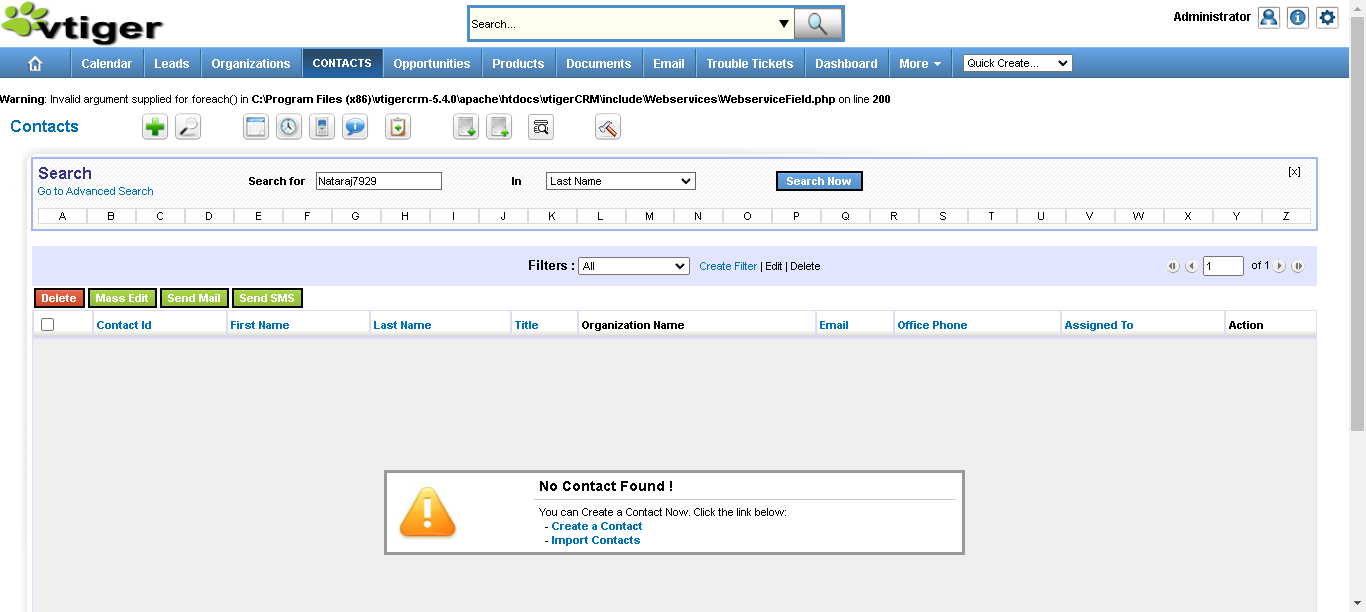 vtiger
Search...
Administrator
Calendar Leads Organizations CONTACTS Opportunities Products Documents Email Trouble Tickets Dashboard More Quick Create...
Warning: Invalid argument supplied for foreach() in C:\Program Files (x86)\vtigercrm-5.4.0\apache\htdocs\vtigerCRM\include\Webservices\WebserviceField.php on line 200
Contacts
Search
Go to Advanced Search
Search for Nataraj7929 In Last Name Search Now [x]
A B C D E F G H I J K L M N O P Q R S T U V W X Y Z
Filters : All Create Filter | Edit | Delete 1 of 1
Delete Mass Edit Send Mail Send SMS
Contact Id First Name Last Name Title Organization Name Email Office Phone Assigned To Action
No Contact Found !
You can Create a Contact Now. Click the link below:
- Create a Contact
- Import Contacts